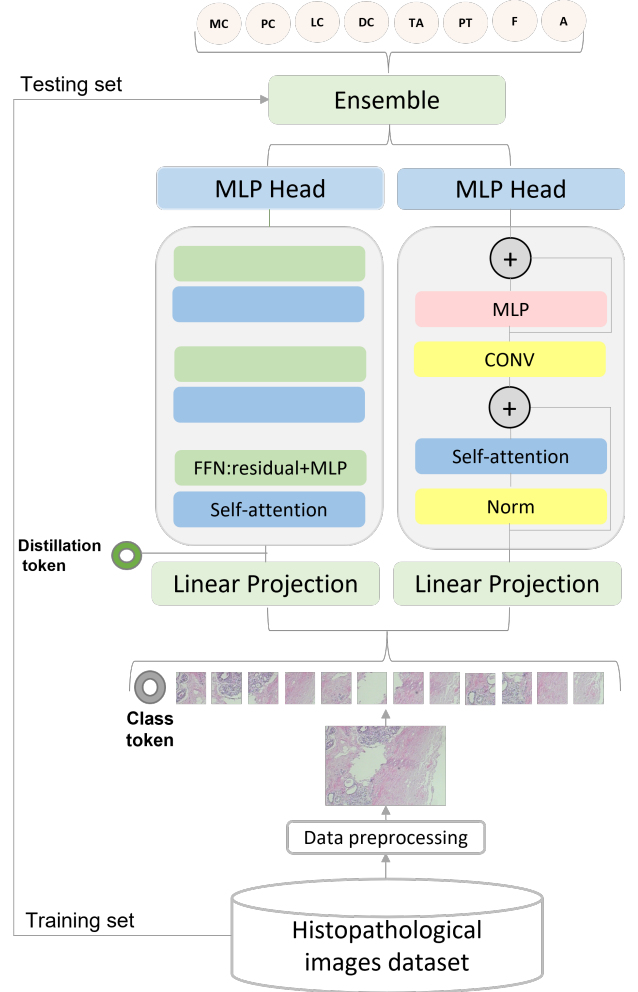 MC PC LC DC TA PT F A
Testing set
Ensemble
MLP Head MLP Head
+
MLP
CONV
+
FFN:residual+MLP Self-attention
Self-attention Norm
Distillation
token
Linear Projection Linear Projection
Class
token
Data preprocessing
Training set
Histopathological
images dataset